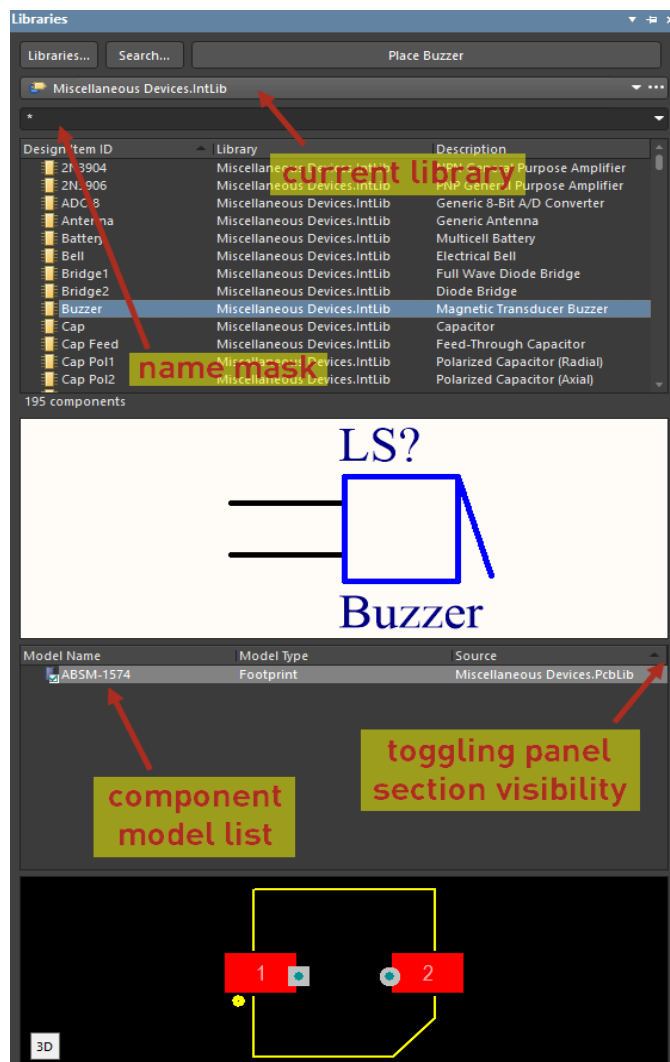 Libraries
Libraries... Search... Place Buzzer
Miscellaneous Devices.IntLib
*
Design Item ID Library Description
2N3904 Miscellaneous Devices.IntLib NPN General Purpose Amplifier
current library
2N3906 Miscellaneous Devices.IntLib PNP General Purpose Amplifier
ADC-8 Miscellaneous Devices.IntLib Generic 8-Bit A/D Converter
Antenna Miscellaneous Devices.IntLib Generic Antenna
Battery Miscellaneous Devices.IntLib Multicell Battery
Bell Miscellaneous Devices.IntLib Electrical Bell
Bridge1 Miscellaneous Devices.IntLib Full Wave Diode Bridge
Bridge2 Miscellaneous Devices.IntLib Diode Bridge
Buzzer Miscellaneous Devices.IntLib Magnetic Transducer Buzzer
Cap Miscellaneous Devices.IntLib Capacitor
Cap Feed Miscellaneous Devices.IntLib Feed-Through Capacitor
Cap Pol1 Miscellaneous Devices.IntLib Polarized Capacitor (Radial)
name mask
Cap Pol2 Miscellaneous Devices.IntLib Polarized Capacitor (Axial)
195 components
LS?
Buzzer
Model Name Model Type Source
ABSM-1574 Footprint Miscellaneous Devices.PcbLib
toggling panel
section visibility
component
model list
1 2
3D